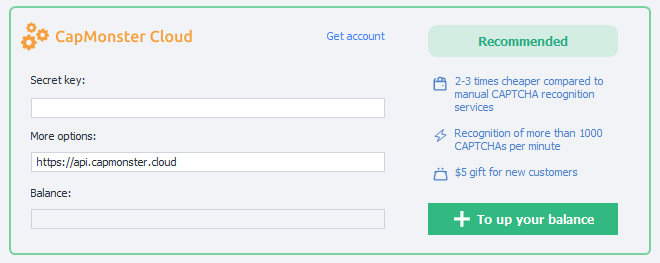 CapMonster Cloud
Get account
Secret key:
More options:
https://api.capmonster.cloud
Balance:
Recommended
2-3 times cheaper compared to
manual CAPTCHA recognition
services
Recognition of more than 1000
CAPTCHAs per minute
$5 gift for new customers
To up your balance